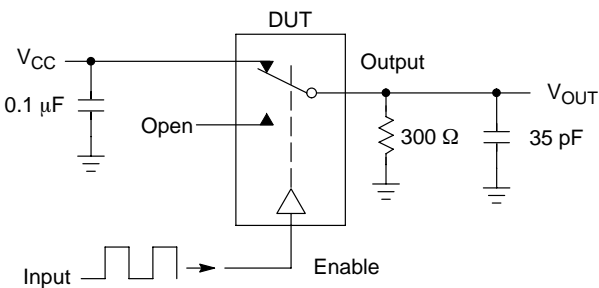 DUT
VCC
Output
0.1 μF
VOUT
Open
300 Ω
35 pF
Input
Enable